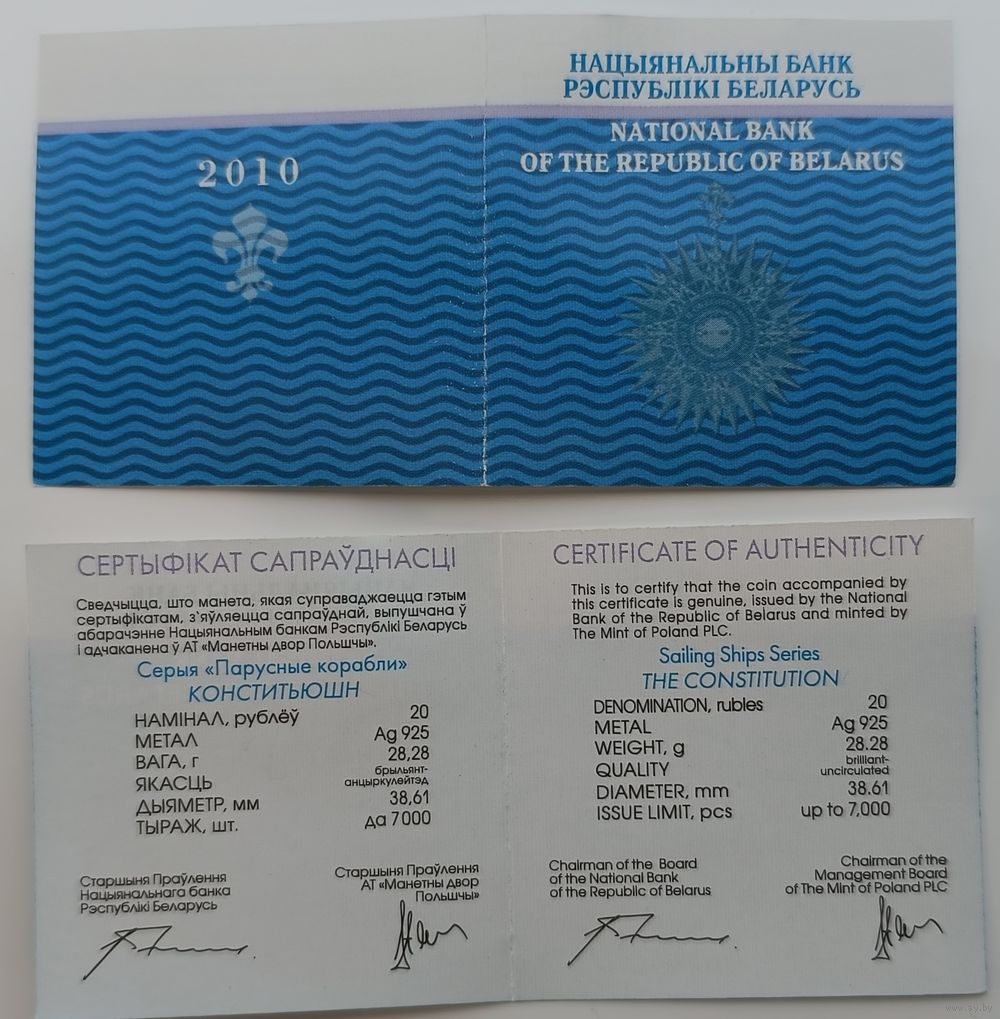 НАЦЫЯНАЛЬНЫ БАНК
РЭСПУБЛІКІ БЕЛАРУСЬ
NATIONAL BANK
OF THE REPUBLIC OF BELARUS
2010
СЕРТЫФІКАТ САПРАЎДНАСЦІ
Сведчыцца, што манета, якая суправаджаецца гэтым
сертыфікатам, з'яўляецца сапраўднай, выпушчана ў
абарачэнне Нацыянальным банкам Рэспублікі Беларусь
і адчаканена ў АТ «Манетны двор Польшчы».
Серыя «Парусные корабли»
КОНСТИТЬЮШН
НАМІНАЛ, рублёў 20
МЕТАЛ Ag 925
ВАГА, г 28,28
ЯКАСЦЬ брыльянт-
анцыркулёйтэд
ДЫЯМЕТР, мм 38,61
ТЫРАЖ, шт. да 7000
Старшыня Праўлення
Нацыянальнага банка
Рэспублікі Беларусь
Старшыня Праўлення
АТ «Манетны двор
Польшчы»
CERTIFICATE OF AUTHENTICITY
This is to certify that the coin accompanied by
this certificate is genuine, issued by the National
Bank of the Republic of Belarus and minted by
The Mint of Poland PLC.
Sailing Ships Series
THE CONSTITUTION
DENOMINATION, rubles 20
METAL Ag 925
WEIGHT, g 28.28
QUALITY brilliant-
uncirculated
DIAMETER, mm 38.61
ISSUE LIMIT, pcs up to 7,000
Chairman of the Board
of the National Bank
of the Republic of Belarus
Chairman of the
Management Board
of The Mint of Poland PLC
www.ay.by